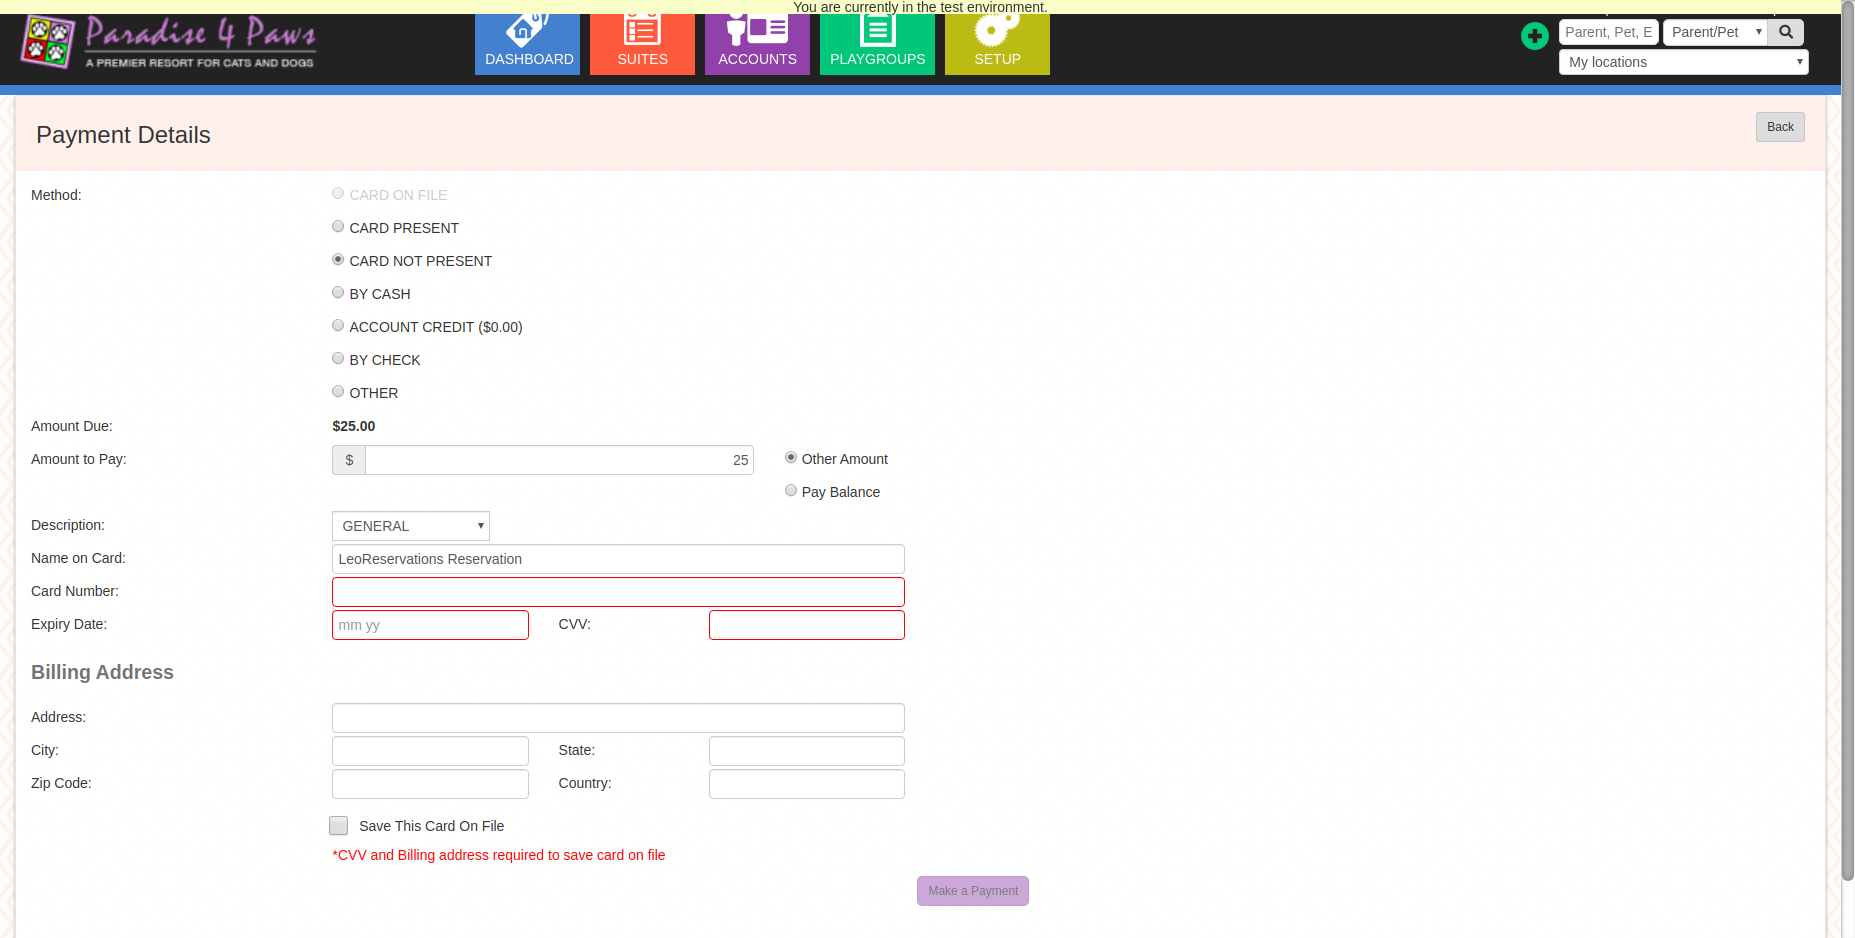 You are currently in the test environment.
Paradise 4 Paws
A PREMIER RESORT FOR CATS AND DOGS
DASHBOARD
SUITES
ACCOUNTS
PLAYGROUPS
SETUP
Parent, Pet, E
Parent/Pet
My locations
Payment Details
Back
Method:
CARD ON FILE
CARD PRESENT
CARD NOT PRESENT
BY CASH
ACCOUNT CREDIT ($0.00)
BY CHECK
OTHER
Amount Due: $25.00
Amount to Pay: $ 25 Other Amount
Pay Balance
Description: GENERAL
Name on Card: LeoReservations Reservation
Card Number:
Expiry Date: mm yy CVV:
Billing Address
Address:
City: State:
Zip Code: Country:
Save This Card On File
*CVV and Billing address required to save card on file
Make a Payment